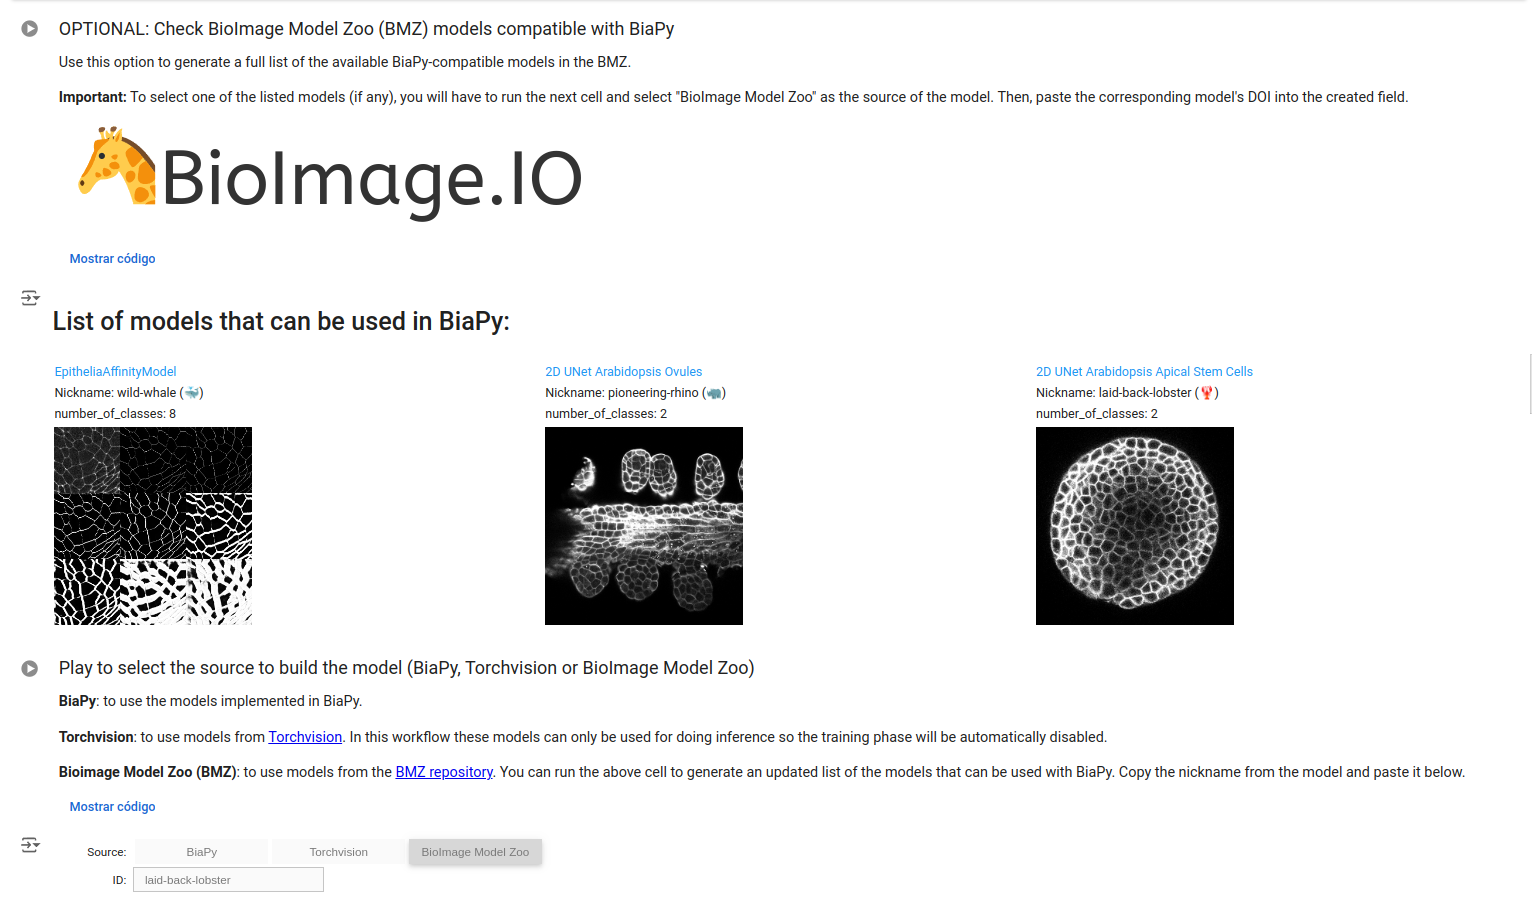 OPTIONAL: Check BioImage Model Zoo (BMZ) models compatible with BiaPy
Use this option to generate a full list of the available BiaPy-compatible models in the BMZ.
Important: To select one of the listed models (if any), you will have to run the next cell and select "BioImage Model Zoo" as the source of the model. Then, paste the corresponding model's DOI into the created field.
BioImage.IO
Mostrar código
List of models that can be used in BiaPy:
EpitheliaAffinityModel
Nickname: wild-whale (🐳)
number_of_classes: 8
2D UNet Arabidopsis Ovules
Nickname: pioneering-rhino (🦏)
number_of_classes: 2
2D UNet Arabidopsis Apical Stem Cells
Nickname: laid-back-lobster (🦞)
number_of_classes: 2
Play to select the source to build the model (BiaPy, Torchvision or BioImage Model Zoo)
BiaPy: to use the models implemented in BiaPy.
Torchvision: to use models from Torchvision. In this workflow these models can only be used for doing inference so the training phase will be automatically disabled.
Bioimage Model Zoo (BMZ): to use models from the BMZ repository. You can run the above cell to generate an updated list of the models that can be used with BiaPy. Copy the nickname from the model and paste it below.
Mostrar código
Source: BiaPy Torchvision BioImage Model Zoo
ID: laid-back-lobster